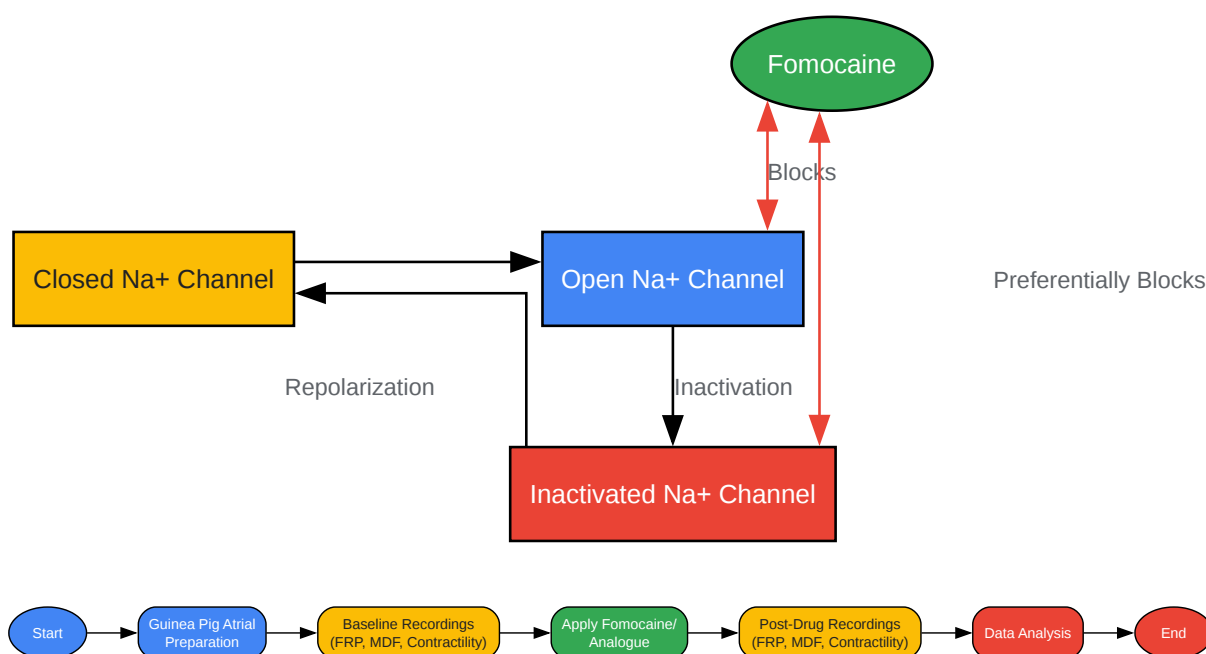 Fomocaine
Blocks
Closed Na+ Channel
Open Na+ Channel
Preferentially Blocks
Repolarization
Inactivation
Inactivated Na+ Channel
Start
Guinea Pig Atrial
Preparation
Baseline Recordings
(FRP, MDF, Contractility)
Apply Fomocaine/
Analogue
Post-Drug Recordings
(FRP, MDF, Contractility)
Data Analysis
End